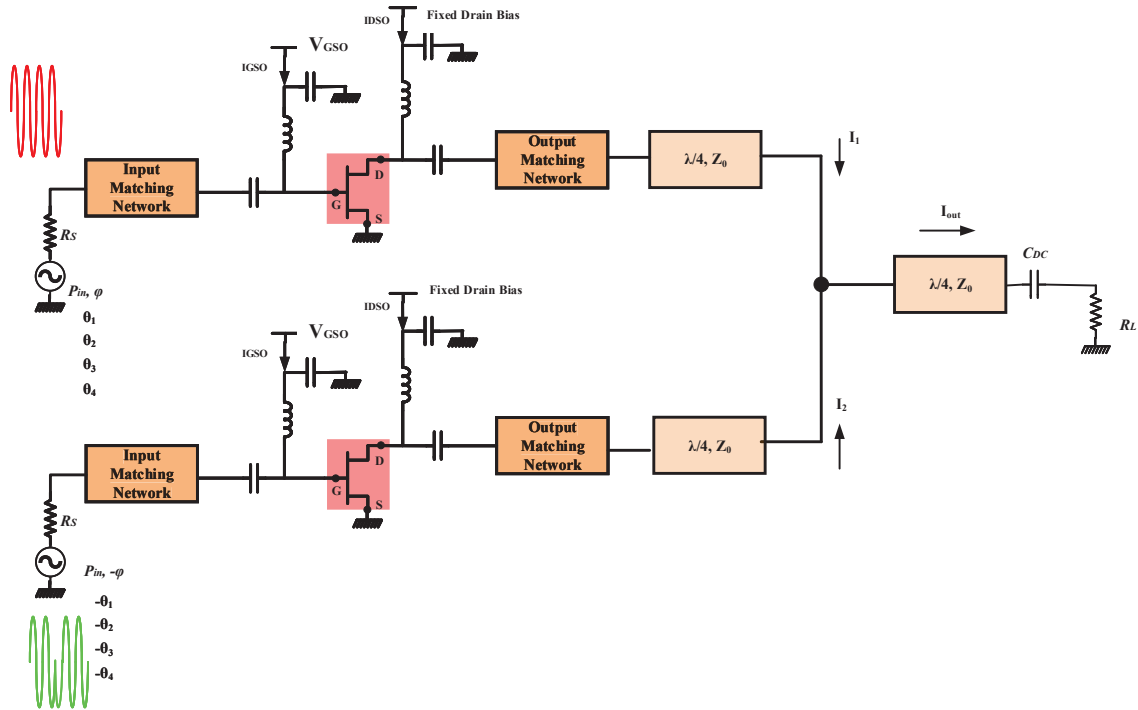 IDSO
Fixed Drain Bias
IGSO
VGSO
Input
Matching
Network
D
G
S
Output
Matching
Network
λ/4, Z0
I1
RS
Pin, φ
θ1
θ2
θ3
θ4
Iout
λ/4, Z0
CDC
RL
IDSO
Fixed Drain Bias
IGSO
VGSO
Input
Matching
Network
D
G
S
Output
Matching
Network
λ/4, Z0
I2
RS
Pin, -φ
-θ1
-θ2
-θ3
-θ4